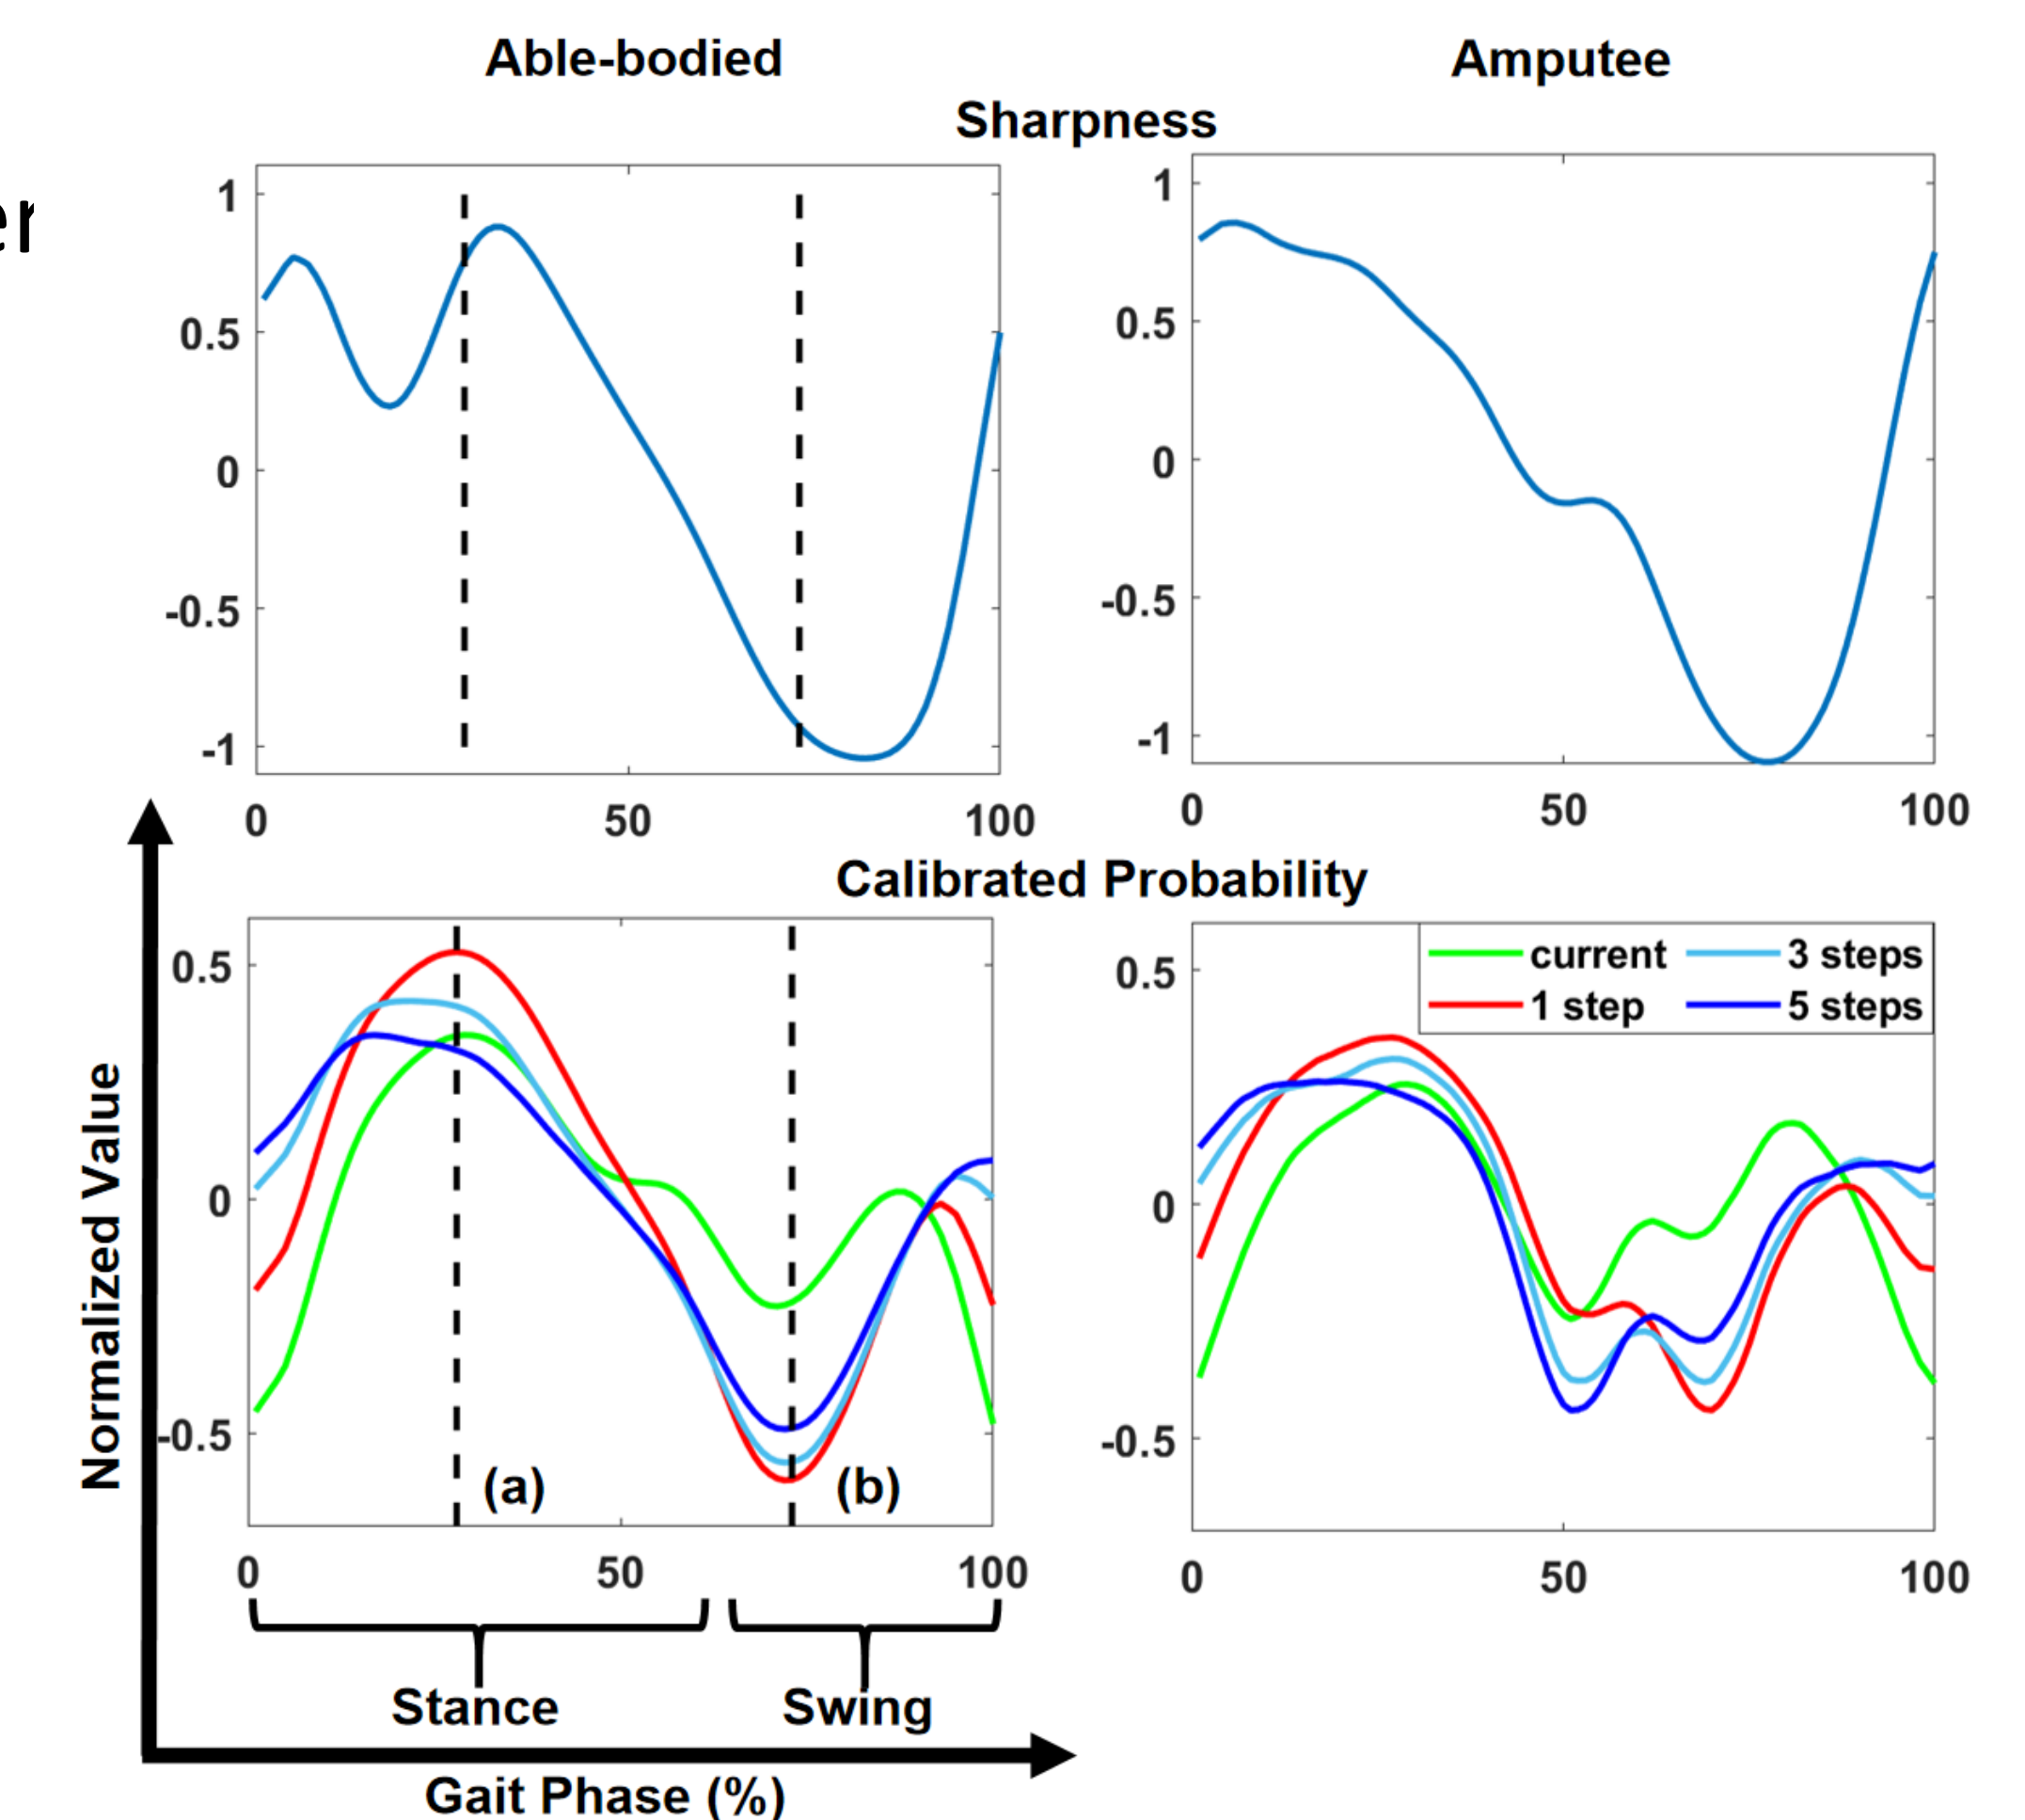 Able-bodied
Amputee
Sharpness
er
1
0.5
0
-0.5
-1
0
50
100
1
0.5
0
-0.5
-1
0
50
100
Calibrated Probability
Normalized Value
0.5
0
-0.5
(a)
(b)
0
50
100
current
3 steps
1 step
5 steps
0.5
0
-0.5
0
50
100
Stance
Swing
Gait Phase (%)